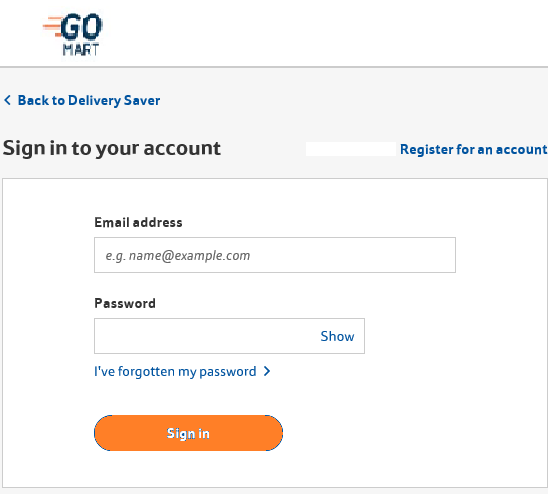 GO
MART
Back to Delivery Saver
Sign in to your account
Register for an account
Email address
e.g. name@example.com
Password
Show
I've forgotten my password
Sign in